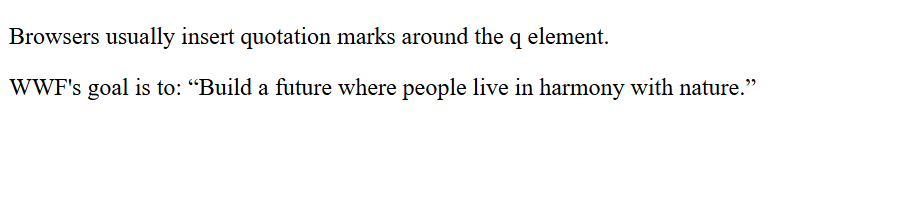 Browsers usually insert quotation marks around the q element.
WWF's goal is to: “Build a future where people live in harmony with nature.”